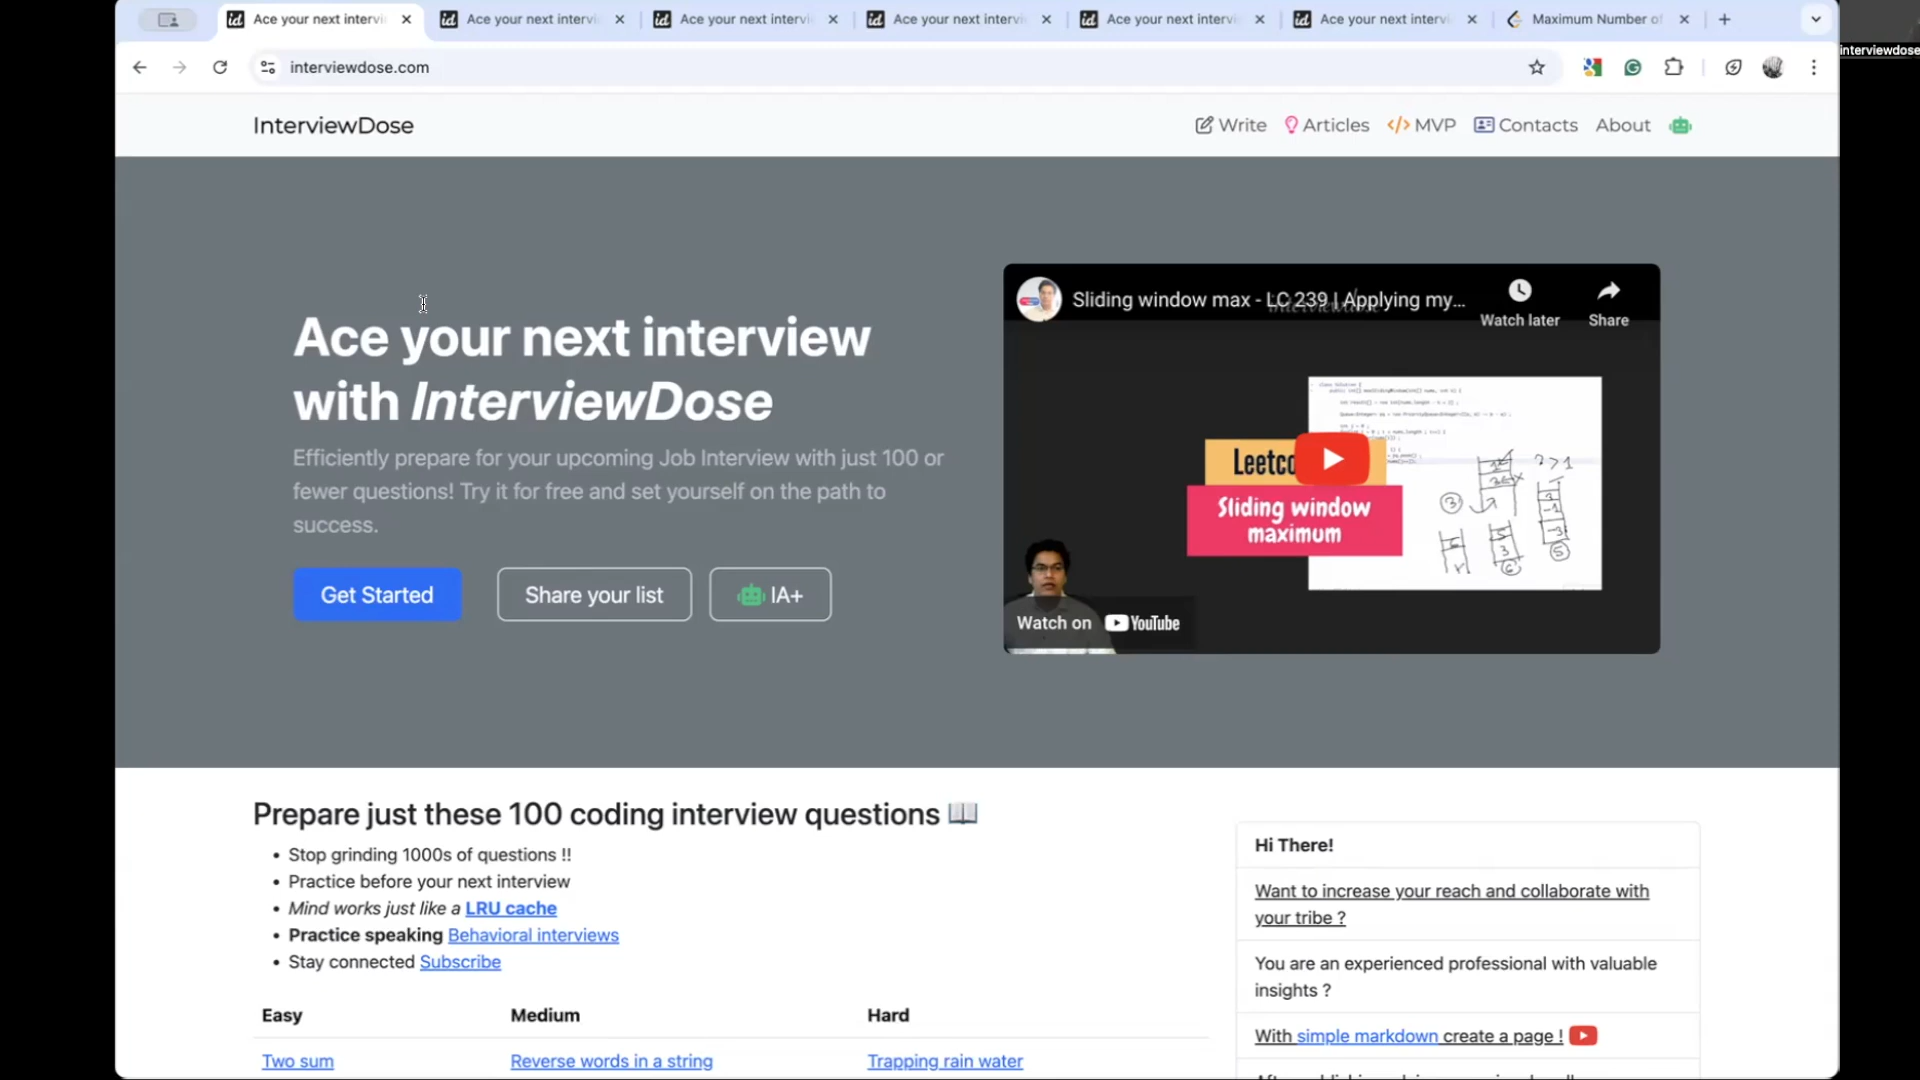 Ace your next intervi
Ace your next intervi
Ace your next intervi
Ace your next intervi
Ace your next intervi
Ace your next intervi
Maximum Number of
interviewdose.com
interviewdose
InterviewDose
Write
Articles
MVP
Contacts
About
Ace your next interview
with InterviewDose
Efficiently prepare for your upcoming Job Interview with just 100 or
fewer questions! Try it for free and set yourself on the path to
success.
Get Started
Share your list
IA+
Sliding window max - LC 239 | Applying my...
Watch later
Share
Leetco
Sliding window
maximum
Watch on YouTube
Prepare just these 100 coding interview questions
• Stop grinding 1000s of questions !!
• Practice before your next interview
• Mind works just like a LRU cache
• Practice speaking Behavioral interviews
• Stay connected Subscribe
Easy Medium Hard
Two sum Reverse words in a string Trapping rain water
Hi There!
Want to increase your reach and collaborate with
your tribe ?
You are an experienced professional with valuable
insights ?
With simple markdown create a page !